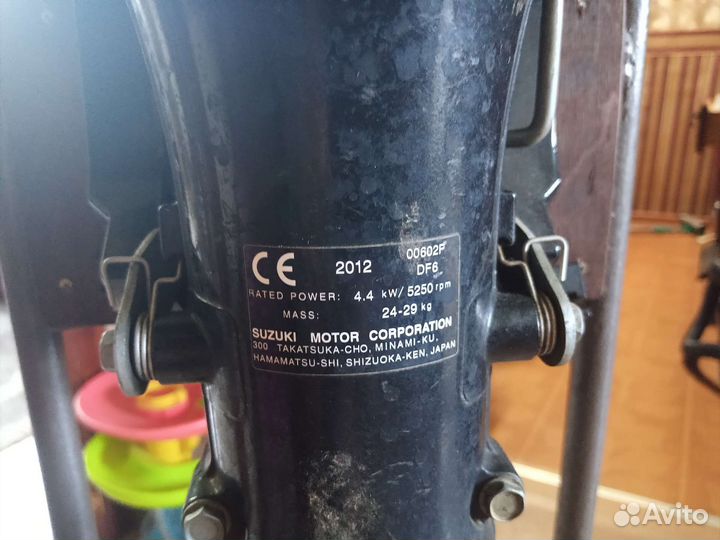 CE 2012 00602F
DF6
RATED POWER: 4.4 kW/5250 rpm
MASS: 24-29 kg
SUZUKI MOTOR CORPORATION
300 TAKATSUKA-CHO, MINAMI-KU,
HAMAMATSU-SHI, SHIZUOKA-KEN, JAPAN
Avito